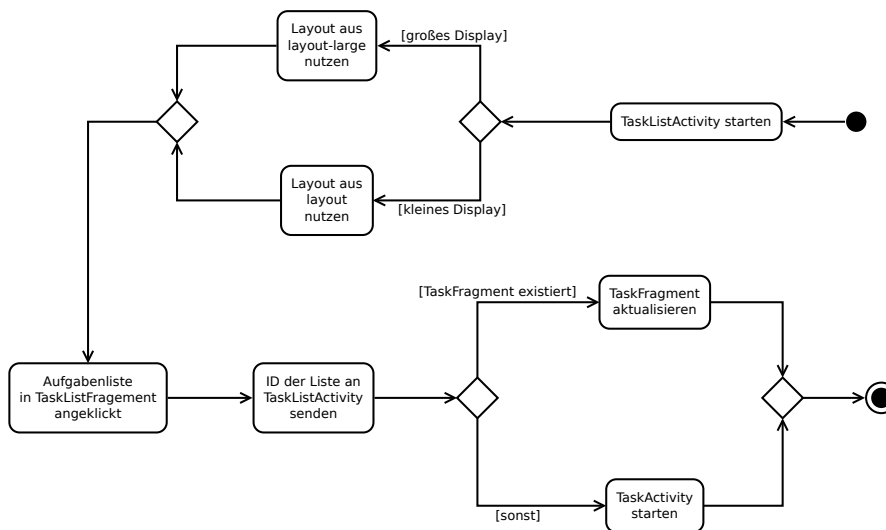 Layout aus
layout-large
nutzen
[großes Display]
TaskListActivity starten
Layout aus
layout
nutzen
[kleines Display]
[TaskFragment existiert]
TaskFragment
aktualisieren
Aufgabenliste
in TaskListFragement
angeklickt
ID der Liste an
TaskListActivity
senden
TaskActivity
starten
[sonst]